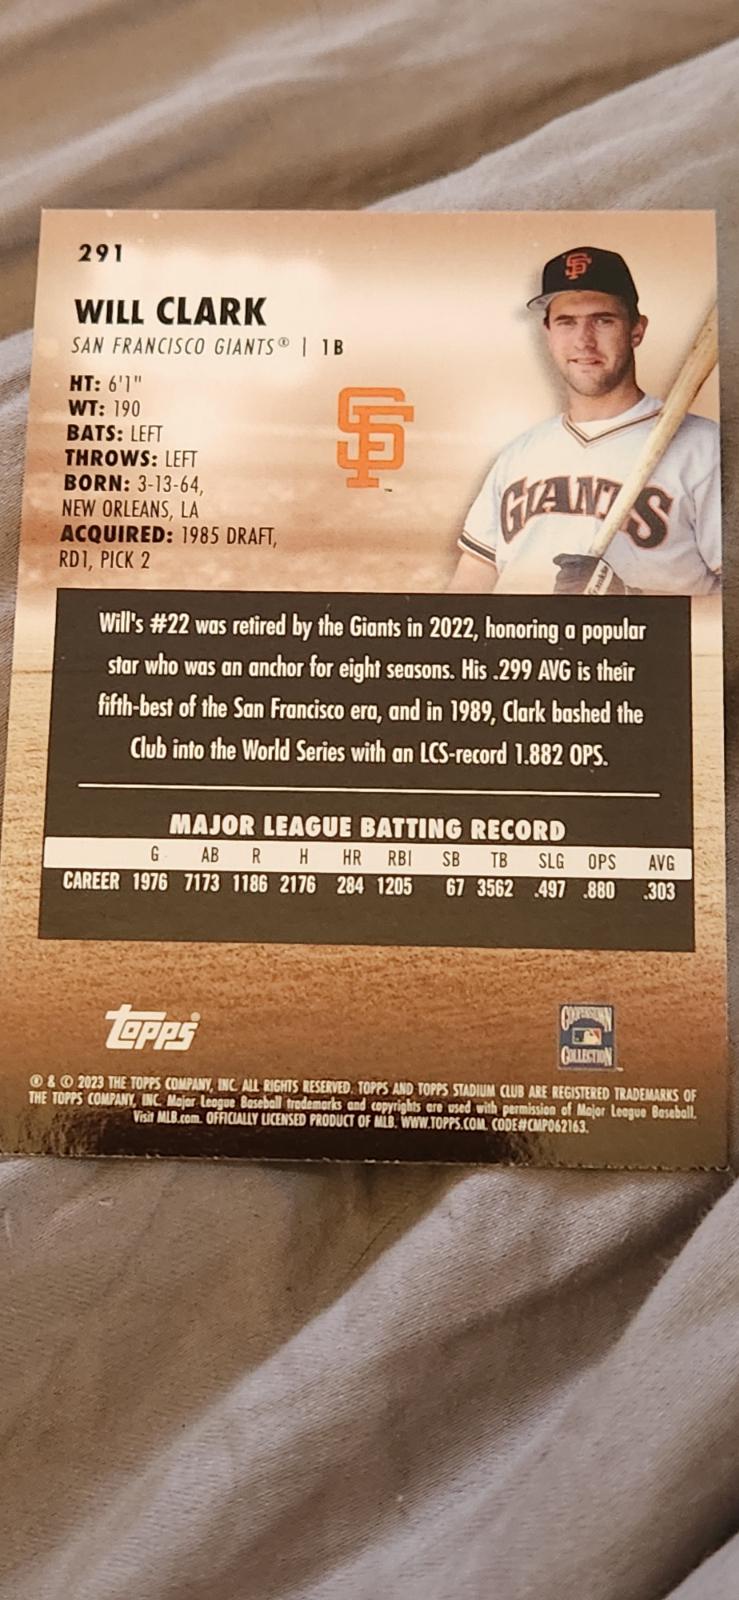 291
WILL CLARK
SAN FRANCISCO GIANTS® | 1B
HT: 6'1"
WT: 190
BATS: LEFT
THROWS: LEFT
BORN: 3-13-64,
NEW ORLEANS, LA
ACQUIRED: 1985 DRAFT,
RD1, PICK 2
SF
SF
GIANTS
Will's #22 was retired by the Giants in 2022, honoring a popular
star who was an anchor for eight seasons. His .299 AVG is their
fifth-best of the San Francisco era, and in 1989, Clark bashed the
Club into the World Series with an LCS-record 1.882 OPS.
MAJOR LEAGUE BATTING RECORD
G AB R H HR RBI SB TB SLG OPS AVG
CAREER 1976 7173 1186 2176 284 1205 67 3562 .497 .880 .303
topps®
COOPERSTOWN
COLLECTION
® & © 2023 THE TOPPS COMPANY, INC. ALL RIGHTS RESERVED. TOPPS AND TOPPS STADIUM CLUB ARE REGISTERED TRADEMARKS OF
THE TOPPS COMPANY, INC. Major League Baseball trademarks and copyrights are used with permission of Major League Baseball.
Visit MLB.com. OFFICIALLY LICENSED PRODUCT OF MLB. WWW.TOPPS.COM. CODE#CMP062163.